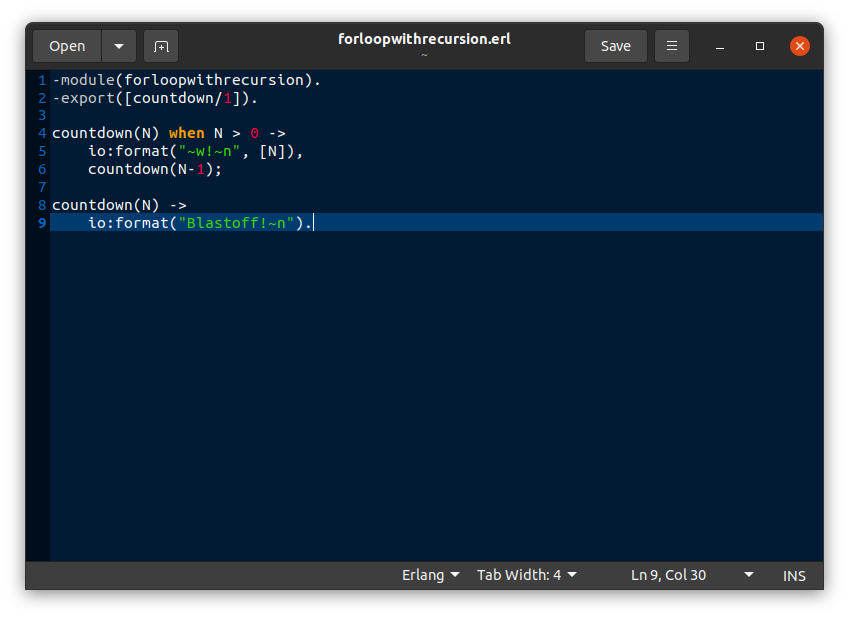 Open
forloopwithrecursion.erl
~
Save
1 -module(forloopwithrecursion).
2 -export([countdown/1]).
3
4 countdown(N) when N > 0 ->
5     io:format("~w!~n", [N]),
6     countdown(N-1);
7
8 countdown(N) ->
9     io:format("Blastoff!~n").
Erlang Tab Width: 4 Ln 9, Col 30 INS